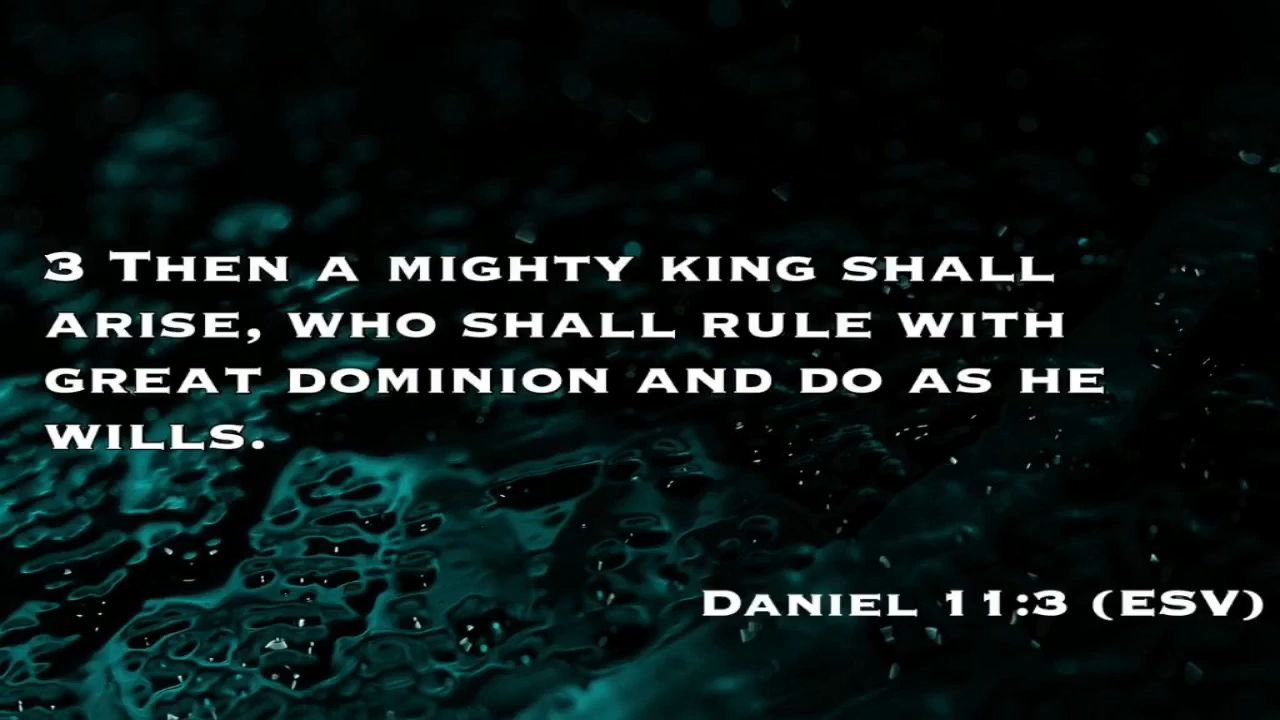 3 Then a mighty king shall
arise, who shall rule with
great dominion and do as he
wills.
Daniel 11:3 (ESV)